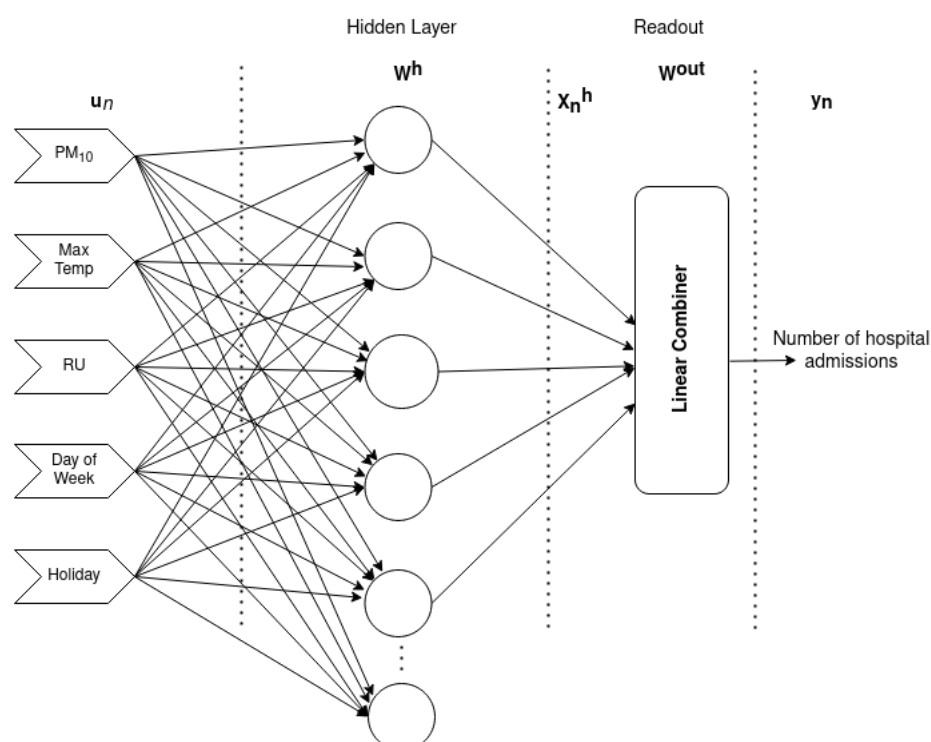 Hidden Layer
Readout
Wʰ
Wᵒᵘᵗ
uₙ
Xₙʰ
yₙ
PM₁₀
Max
Temp
RU
Day of
Week
Holiday
Linear Combiner
Number of hospital
admissions